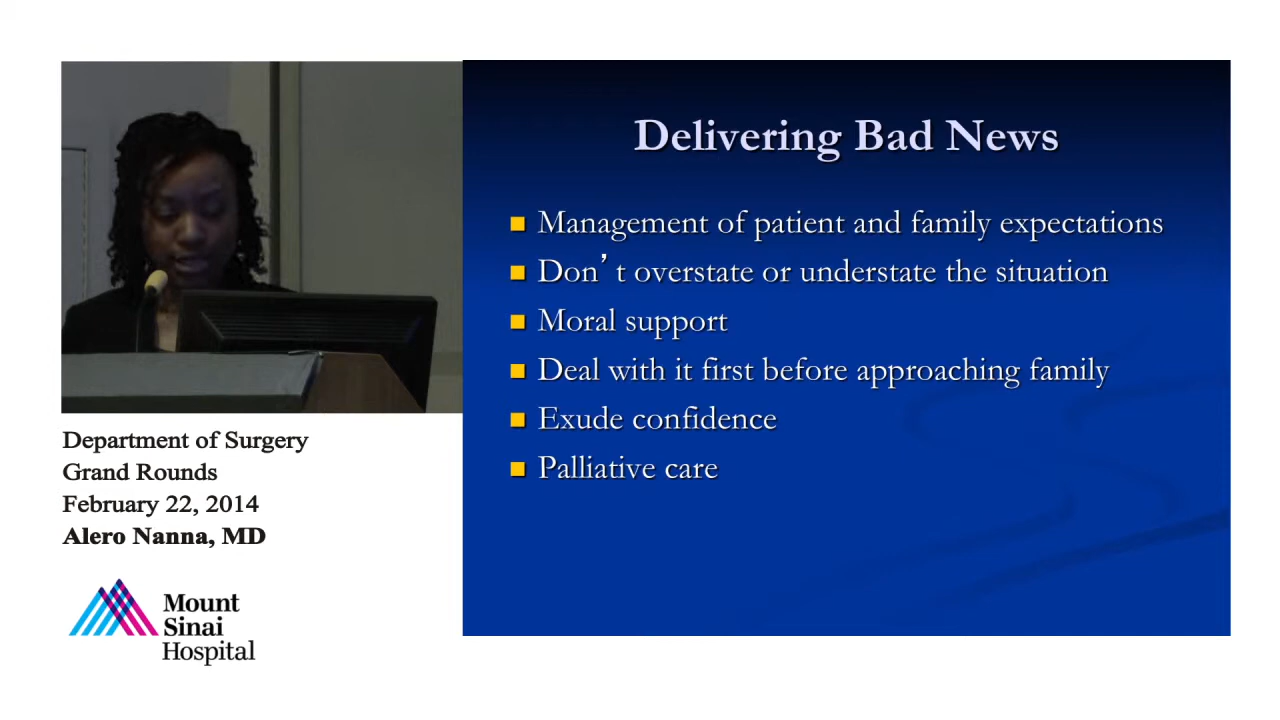 Delivering Bad News
Management of patient and family expectations
Don’t overstate or understate the situation
Moral support
Deal with it first before approaching family
Exude confidence
Palliative care
Department of Surgery
Grand Rounds
February 22, 2014
Alero Nanna, MD
Mount
Sinai
Hospital